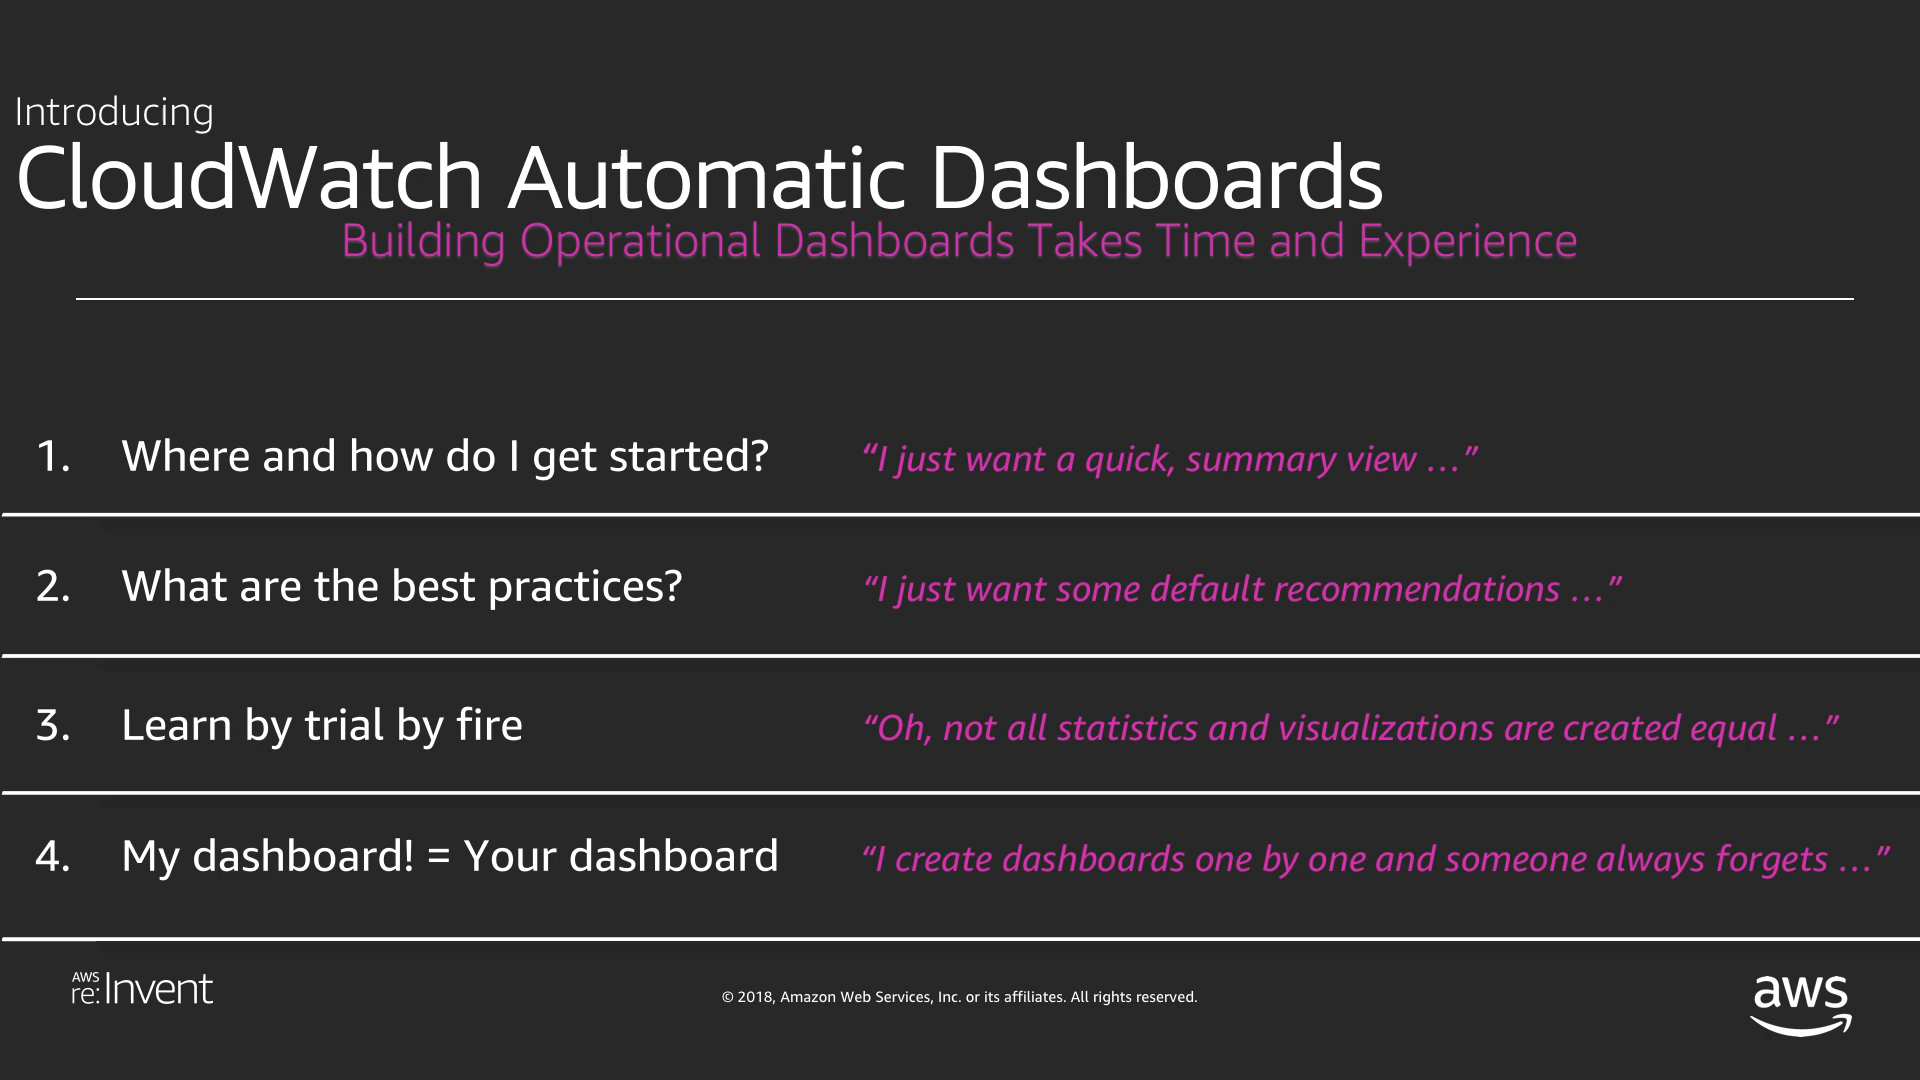 Introducing
CloudWatch Automatic Dashboards
Building Operational Dashboards Takes Time and Experience
1. Where and how do I get started? “I just want a quick, summary view …”
2. What are the best practices? “I just want some default recommendations …”
3. Learn by trial by fire “Oh, not all statistics and visualizations are created equal …”
4. My dashboard! = Your dashboard “I create dashboards one by one and someone always forgets …”
AWS
re:Invent
© 2018, Amazon Web Services, Inc. or its affiliates. All rights reserved.
aws